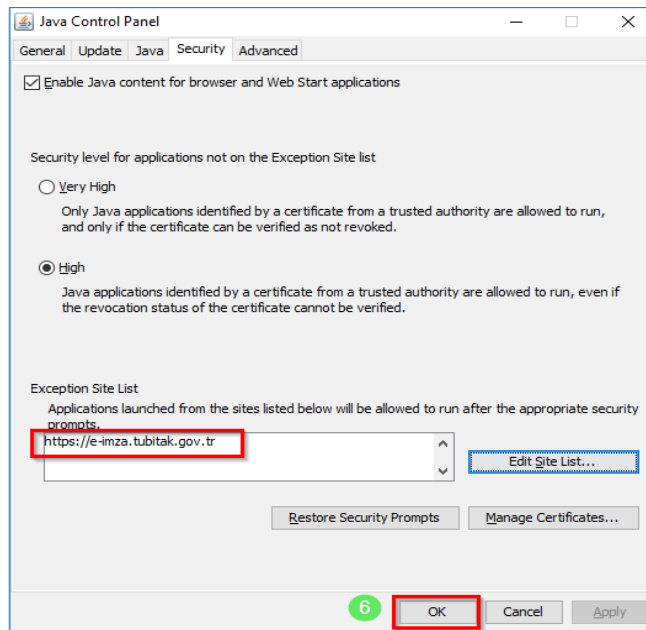 Java Control Panel
General Update Java Security Advanced
Enable Java content for browser and Web Start applications
Security level for applications not on the Exception Site list
Very High
Only Java applications identified by a certificate from a trusted authority are allowed to run,
and only if the certificate can be verified as not revoked.
High
Java applications identified by a certificate from a trusted authority are allowed to run, even if
the revocation status of the certificate cannot be verified.
Exception Site List
Applications launched from the sites listed below will be allowed to run after the appropriate security
prompts.
https://e-imza.tubitak.gov.tr
Edit Site List...
Restore Security Prompts Manage Certificates...
6 OK Cancel Apply